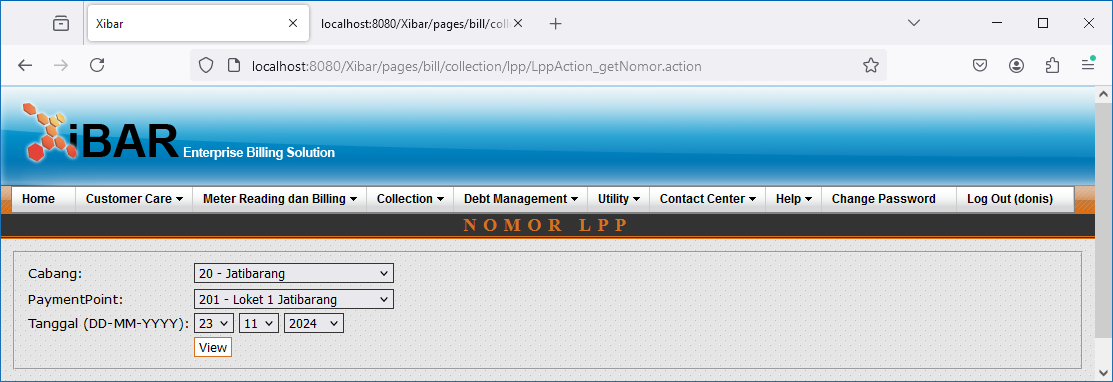 Xibar
localhost:8080/Xibar/pages/bill/coll
localhost:8080/Xibar/pages/bill/collection/lpp/LppAction_getNomor.action
XiBAR Enterprise Billing Solution
Home Customer Care Meter Reading dan Billing Collection Debt Management Utility Contact Center Help Change Password Log Out (donis)
NOMOR LPP
Cabang: 20 - Jatibarang
PaymentPoint: 201 - Loket 1 Jatibarang
Tanggal (DD-MM-YYYY): 23 11 2024
View